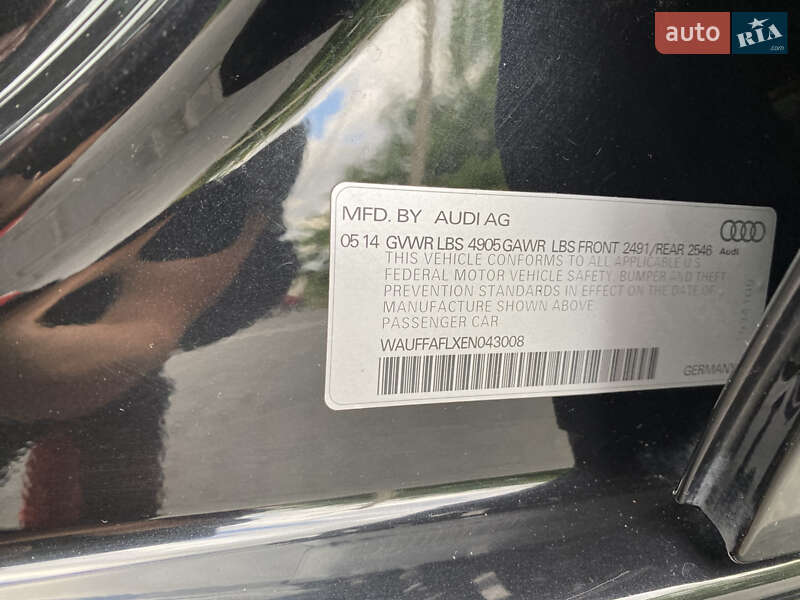 auto RIA
.com
MFD. BY AUDI AG
05 14 GVWR LBS 4905 GAWR LBS FRONT 2491/REAR 2546
Audi
THIS VEHICLE CONFORMS TO ALL APPLICABLE U.S.
FEDERAL MOTOR VEHICLE SAFETY, BUMPER AND THEFT
PREVENTION STANDARDS IN EFFECT ON THE DATE OF
MANUFACTURE SHOWN ABOVE.
PASSENGER CAR
WAUFFAFLXEN043008
GERMANY